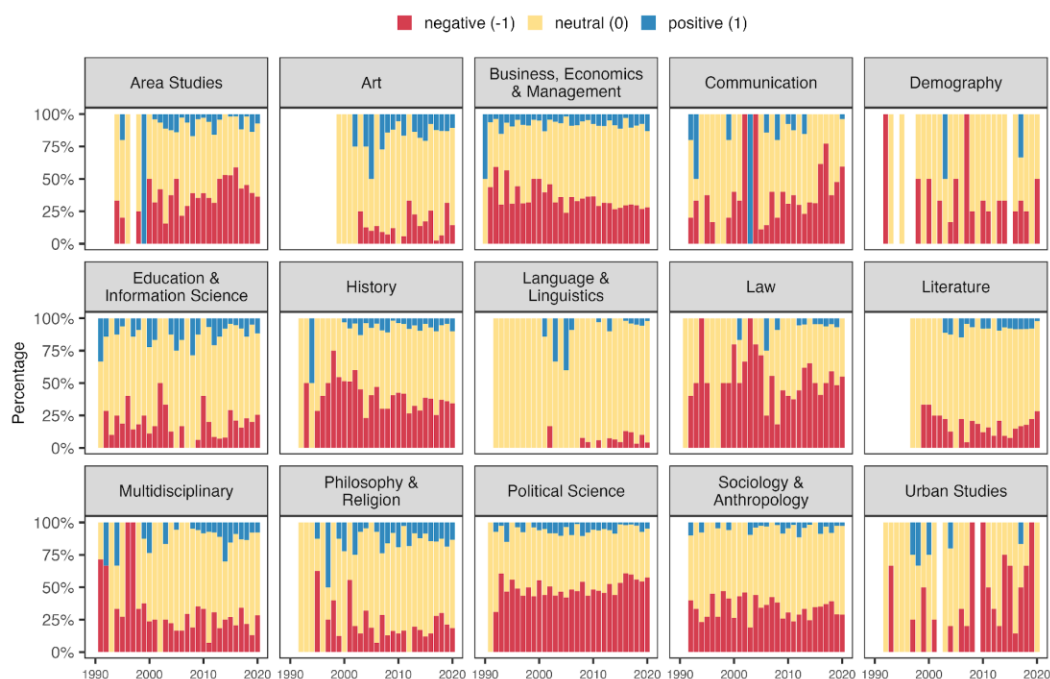 negative (-1) neutral (0) positive (1)
Area Studies
Art
Business, Economics
& Management
Communication
Demography
100%
75%
50%
25%
0%
Education &
Information Science
History
Language &
Linguistics
Law
Literature
100%
75%
50%
25%
0%
Percentage
Multidisciplinary
Philosophy &
Religion
Political Science
Sociology &
Anthropology
Urban Studies
100%
75%
50%
25%
0%
1990 2000 2010 2020 1990 2000 2010 2020 1990 2000 2010 2020 1990 2000 2010 2020 1990 2000 2010 2020